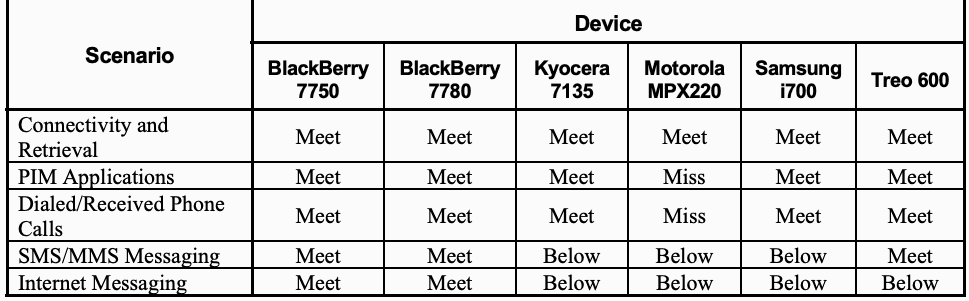 Scenario
Device
BlackBerry 7750
BlackBerry 7780
Kyocera 7135
Motorola MPX220
Samsung i700
Treo 600
Connectivity and Retrieval Meet Meet Meet Meet Meet Meet
PIM Applications Meet Meet Meet Miss Meet Meet
Dialed/Received Phone Calls Meet Meet Meet Miss Meet Meet
SMS/MMS Messaging Meet Meet Below Below Below Meet
Internet Messaging Meet Meet Below Below Below Below